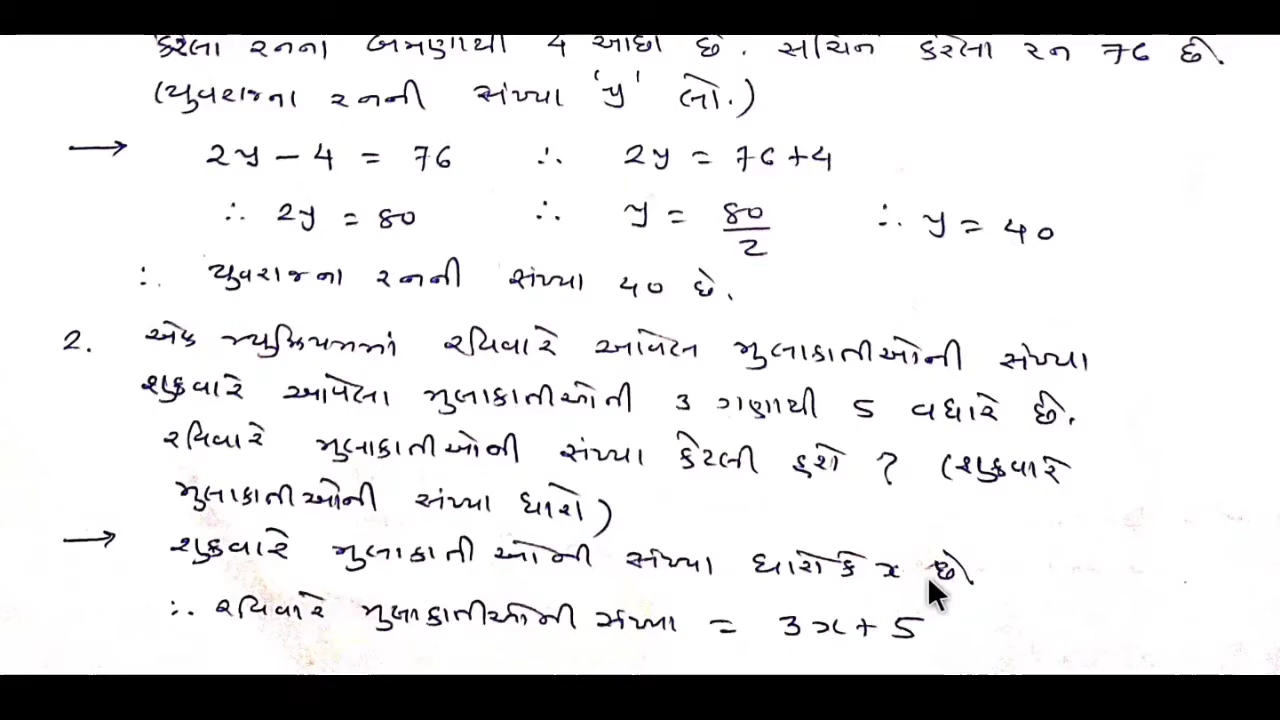 કરેલા રનના બમણાથી 4 ઓછા છે. સચિને કરેલા રન 76 છે.
(યુવરાજના રનની સંખ્યા 'y' લો.)
→ 2y - 4 = 76 ∴ 2y = 76 + 4
∴ 2y = 80 ∴ y = 80/2 ∴ y = 40
∴ યુવરાજના રનની સંખ્યા 40 છે.
2. એક મ્યુઝિયમમાં રવિવારે આવેલ મુલાકાતીઓની સંખ્યા
શુક્રવારે આવેલા મુલાકાતીઓની 3 ગણાથી 5 વધારે છે.
રવિવારે મુલાકાતીઓની સંખ્યા કેટલી હશે ? (શુક્રવારે
મુલાકાતીઓની સંખ્યા ધારો)
→ શુક્રવારે મુલાકાતીઓની સંખ્યા ધારોકે x છે
∴ રવિવારે મુલાકાતીઓની સંખ્યા = 3x + 5